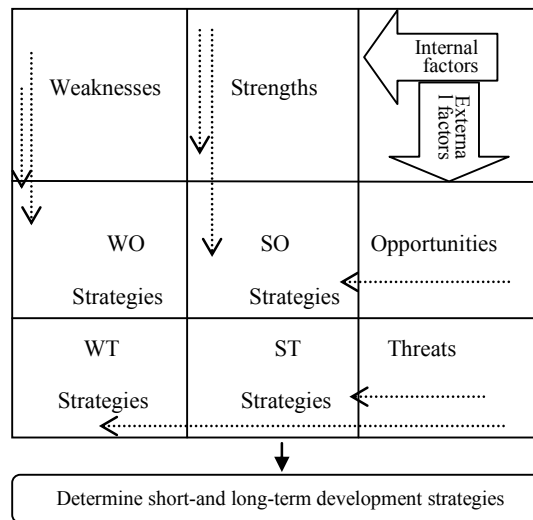 Weaknesses
Strengths
Internal
factors
Externa
l factors
WO
Strategies
SO
Strategies
Opportunities
WT
Strategies
ST
Strategies
Threats
Determine short-and long-term development strategies